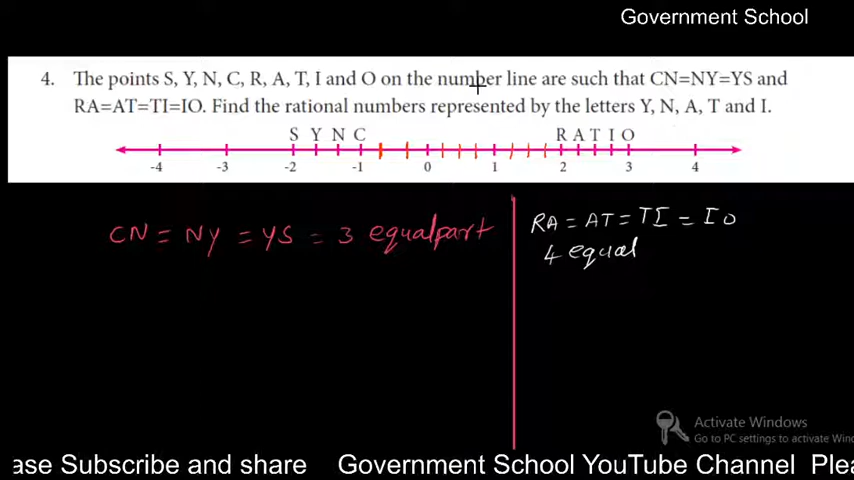 Government School
4. The points S, Y, N, C, R, A, T, I and O on the number line are such that CN=NY=YS and
RA=AT=TI=IO. Find the rational numbers represented by the letters Y, N, A, T and I.
S Y N C R A T I O
-4 -3 -2 -1 0 1 2 3 4
CN = NY = YS = 3 equal part
RA = AT = TI = IO
4 equal
Activate Windows
Go to PC settings to activate Win
ase Subscribe and share Government School YouTube Channel Plea